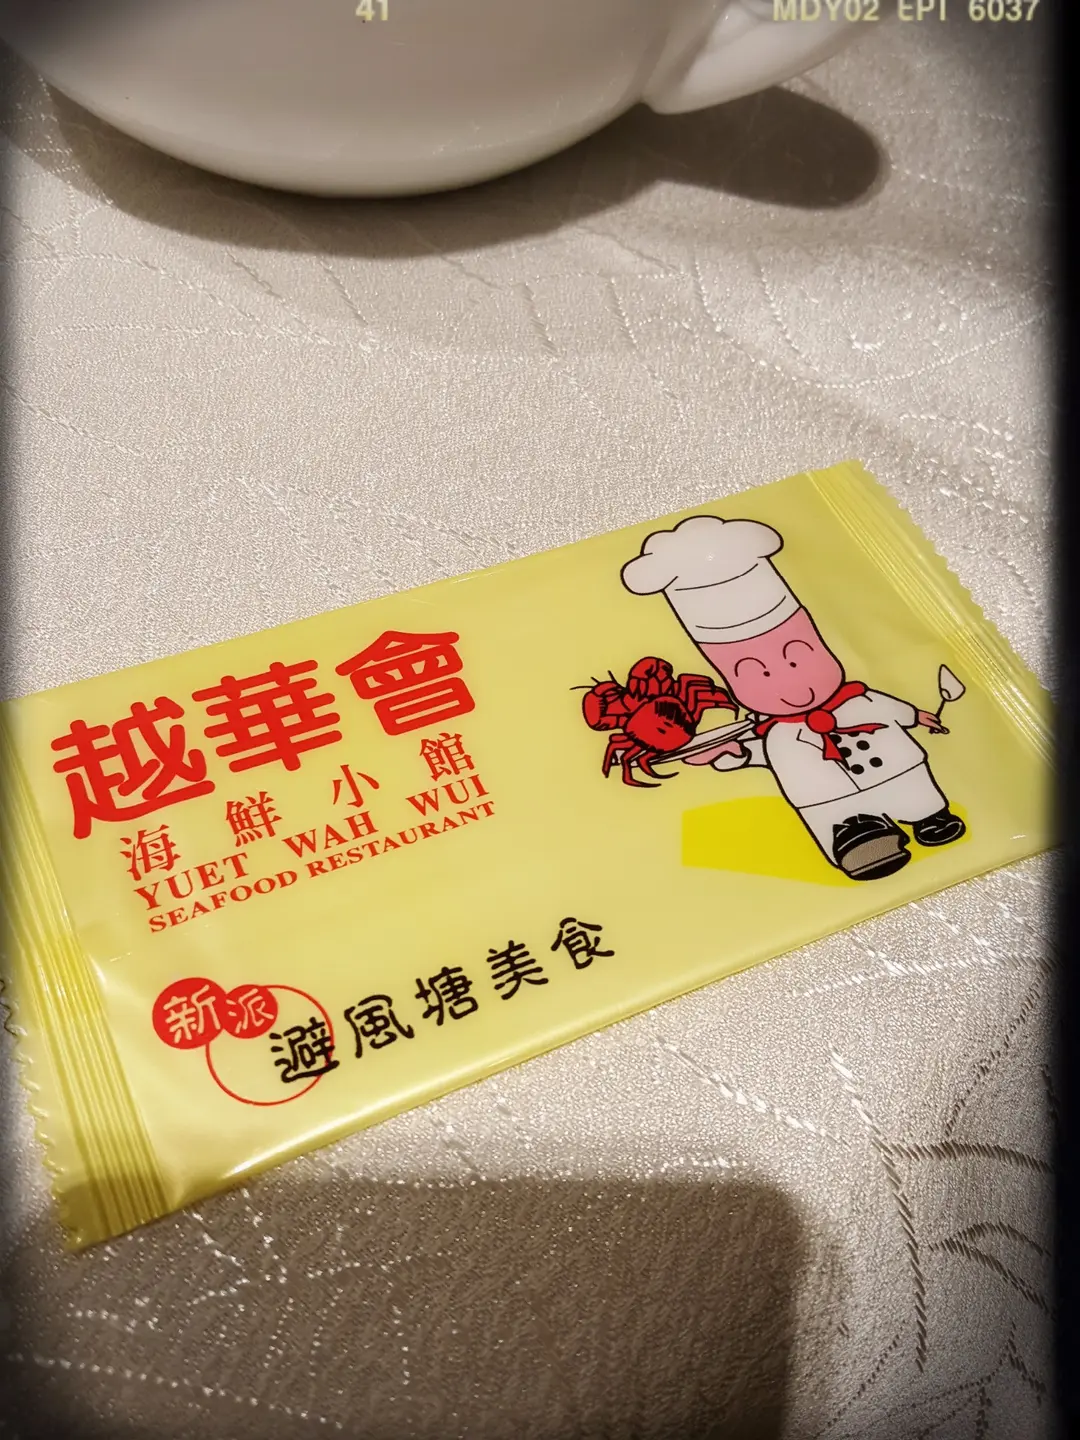 41 MDY02 EPI 6037
越華會
海鮮小館
YUET WAH WUI
SEAFOOD RESTAURANT
新派
避風塘美食